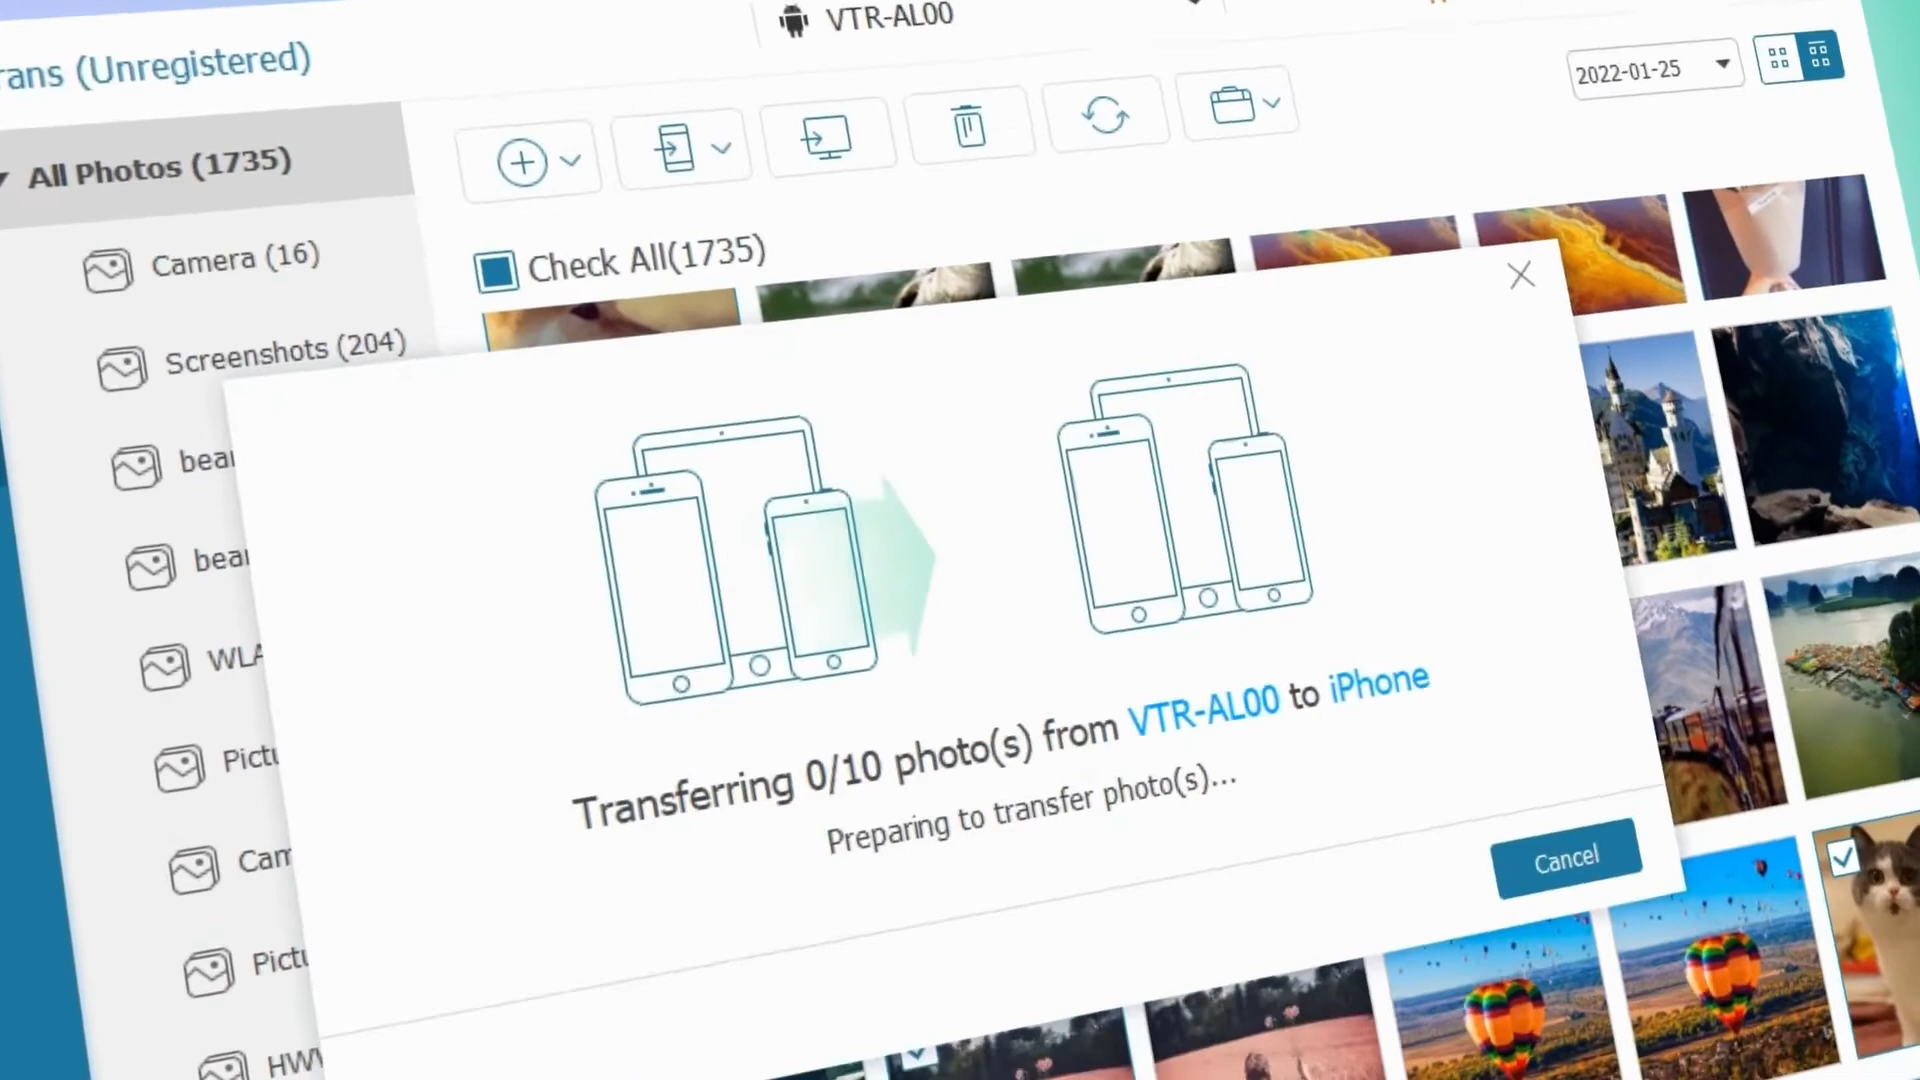 VTR-AL00
rans (Unregistered)
2022-01-25
All Photos (1735)
Check All(1735)
Camera (16)
Screenshots (204)
Transferring 0/10 photo(s) from VTR-AL00 to iPhone
Preparing to transfer photo(s)...
Cancel